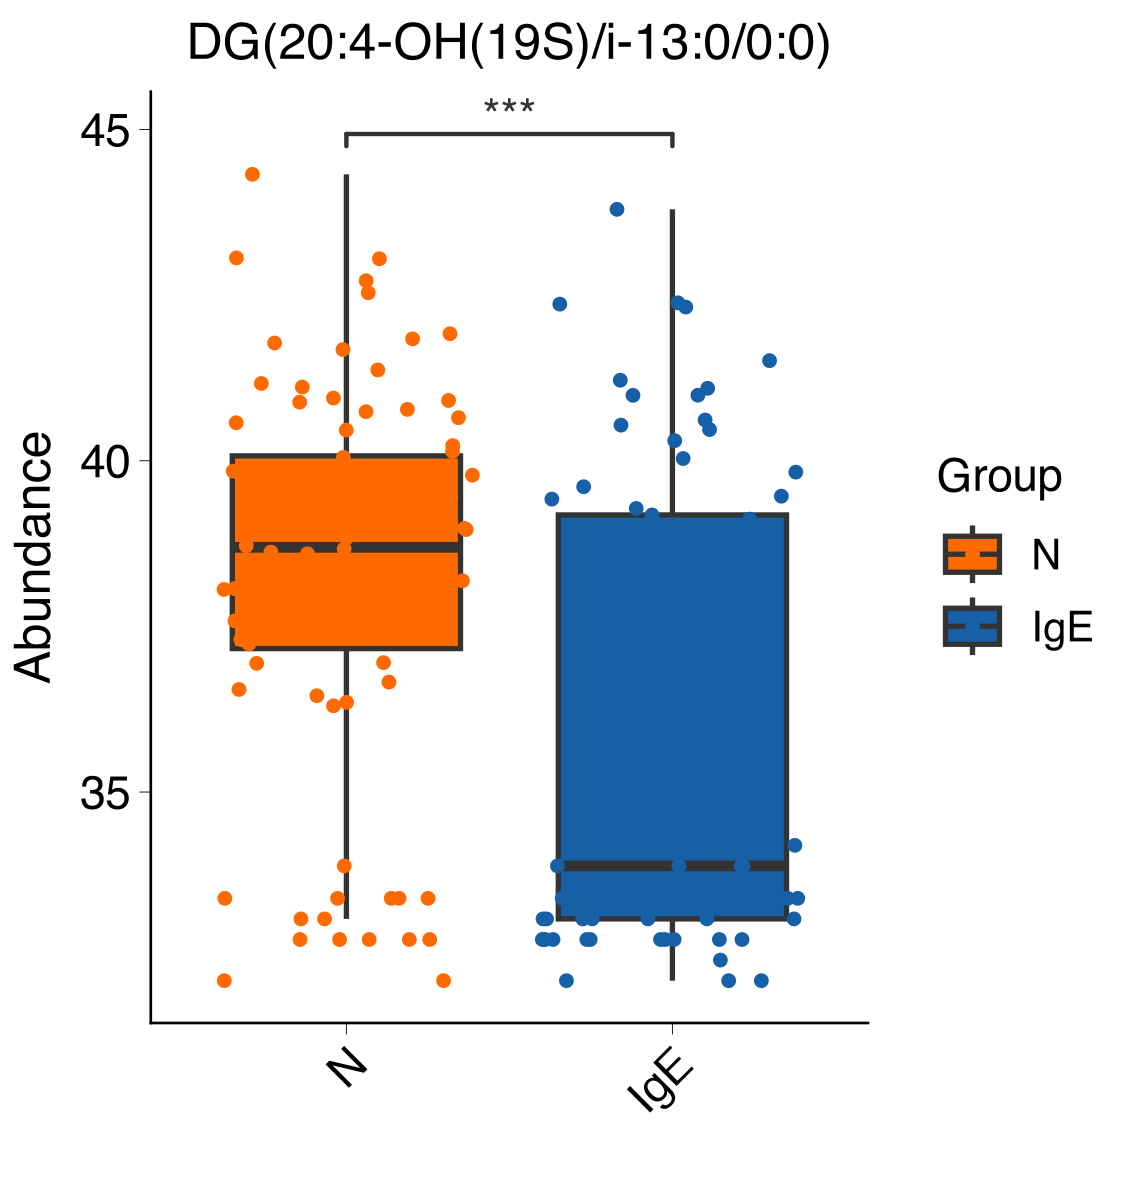 DG(20:4-OH(19S)/i-13:0/0:0)
***
45
40
35
Abundance
N
IgE
Group
N
IgE